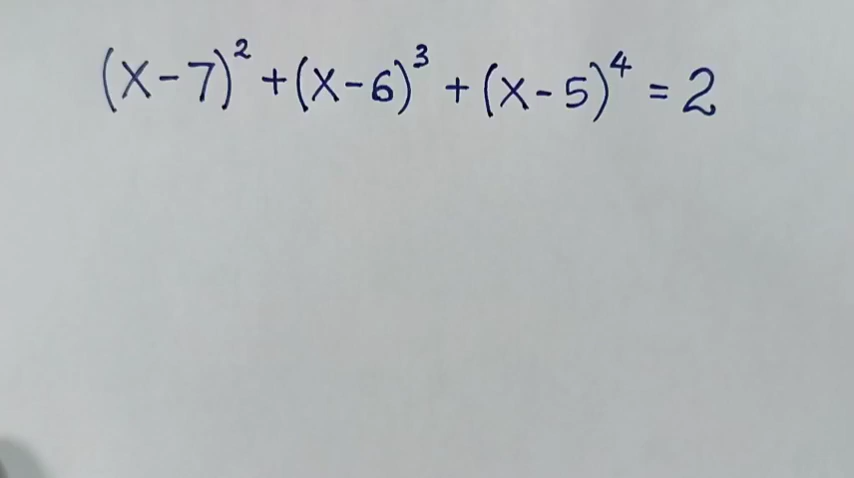 (x-7)² + (x-6)³ + (x-5)⁴ = 2